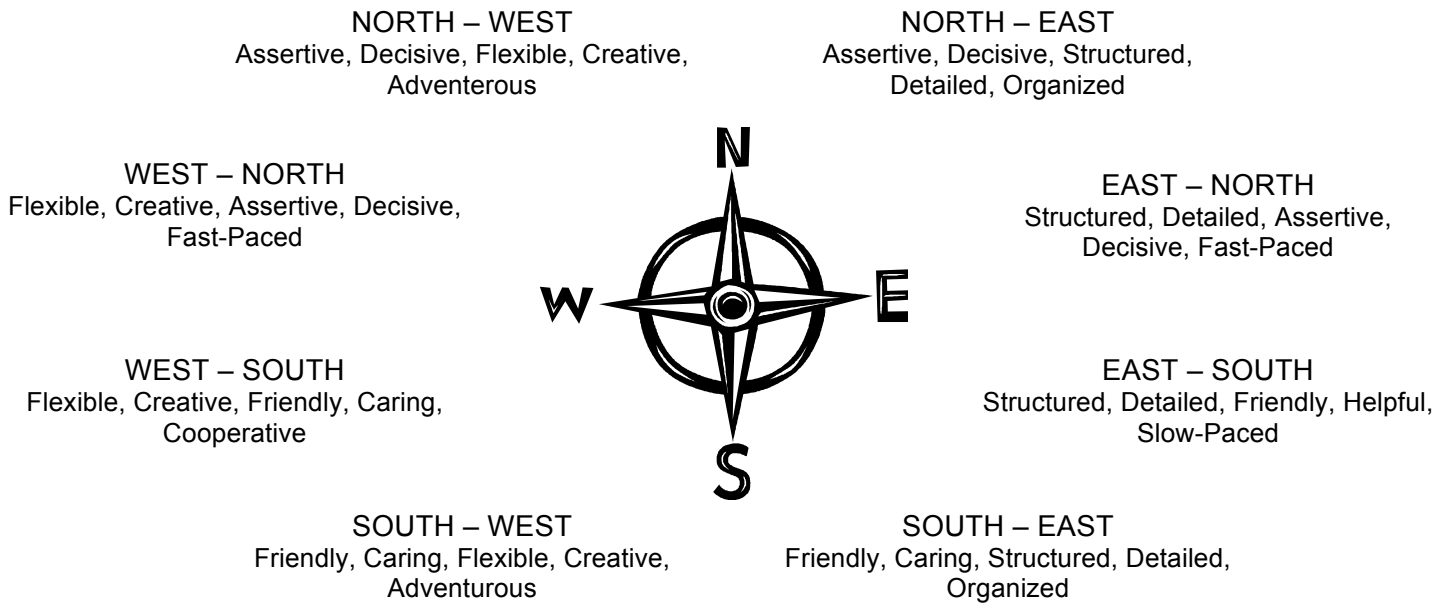 NORTH – WEST
Assertive, Decisive, Flexible, Creative,
Adventerous
NORTH – EAST
Assertive, Decisive, Structured,
Detailed, Organized
N
WEST – NORTH
Flexible, Creative, Assertive, Decisive,
Fast-Paced
EAST – NORTH
Structured, Detailed, Assertive,
Decisive, Fast-Paced
W
E
WEST – SOUTH
Flexible, Creative, Friendly, Caring,
Cooperative
EAST – SOUTH
Structured, Detailed, Friendly, Helpful,
Slow-Paced
S
SOUTH – WEST
Friendly, Caring, Flexible, Creative,
Adventurous
SOUTH – EAST
Friendly, Caring, Structured, Detailed,
Organized